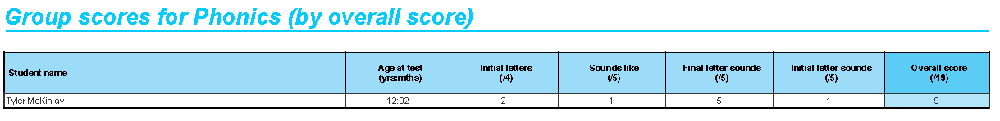 Group scores for Phonics (by overall score)
Student name Age at test (yrs:mths) Initial letters (/4) Sounds like (/5) Final letter sounds (/5) Initial letter sounds (/5) Overall score (/19)
Tyler McKinlay 12:02 2 1 5 1 9